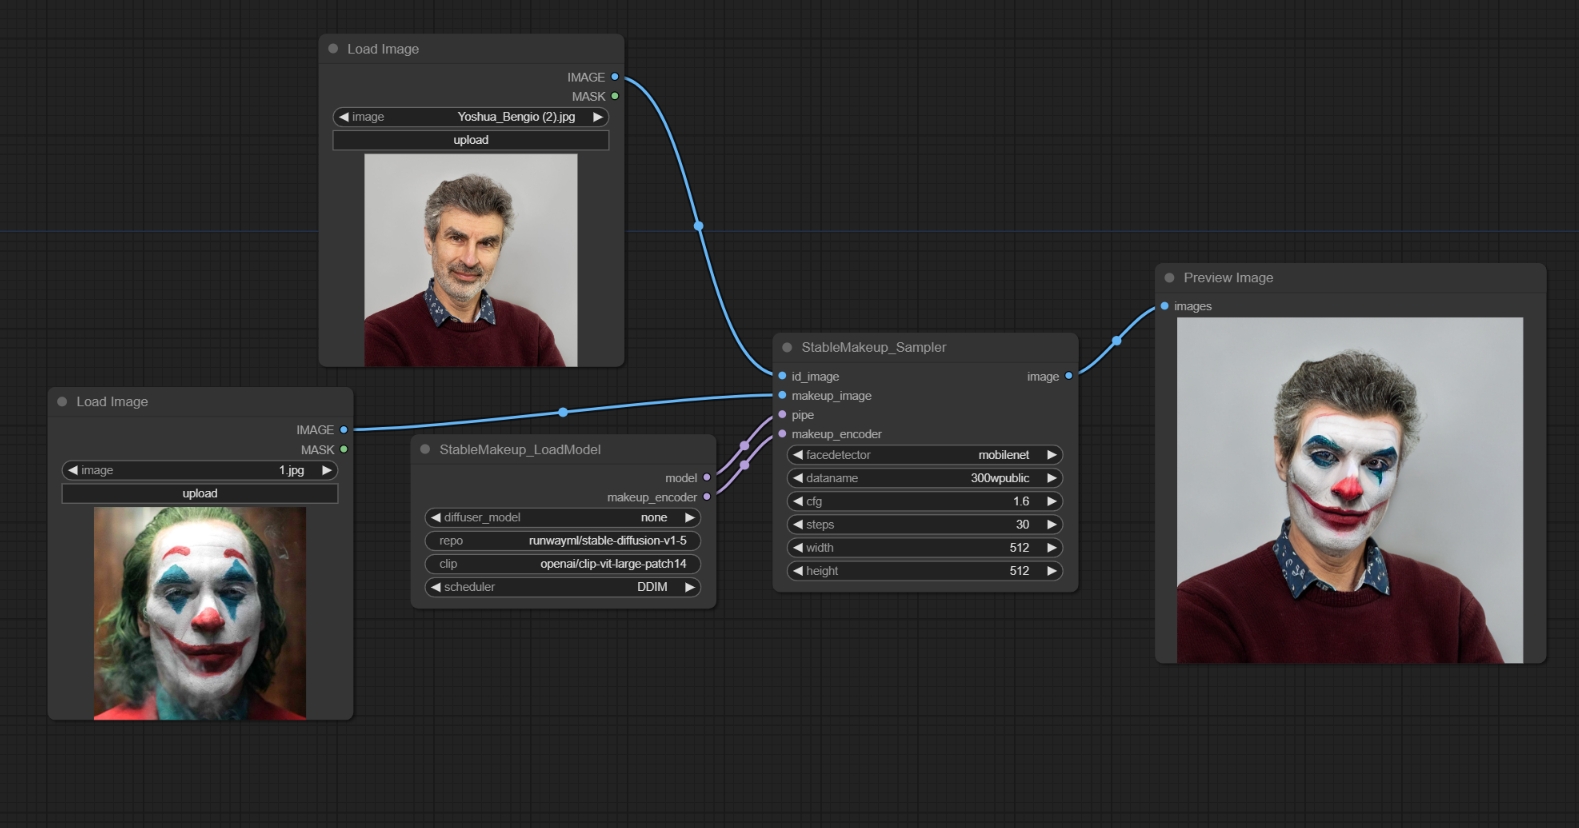 Load Image
IMAGE
MASK
image Yoshua_Bengio (2).jpg
upload
Load Image
IMAGE
MASK
image 1.jpg
upload
StableMakeup_LoadModel
model
makeup_encoder
diffuser_model none
repo runwayml/stable-diffusion-v1-5
clip openai/clip-vit-large-patch14
scheduler DDIM
StableMakeup_Sampler
id_image image
makeup_image
pipe
makeup_encoder
facedetector mobilenet
dataname 300wpublic
cfg 1.6
steps 30
width 512
height 512
Preview Image
images